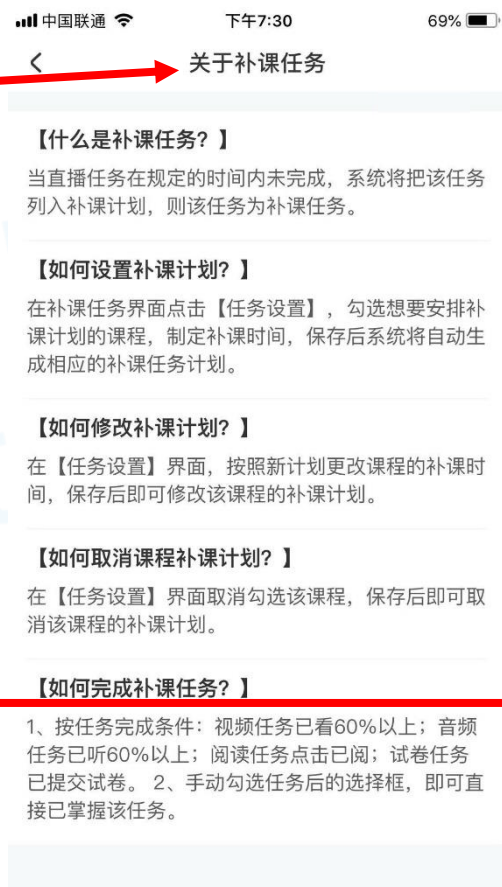 中国联通 下午7:30 69%
关于补课任务
【什么是补课任务？】
当直播任务在规定的时间内未完成，系统将把该任务
列入补课计划，则该任务为补课任务。
【如何设置补课计划？】
在补课任务界面点击【任务设置】，勾选想要安排补
课计划的课程，制定补课时间，保存后系统将自动生
成相应的补课任务计划。
【如何修改补课计划？】
在【任务设置】界面，按照新计划更改课程的补课时
间，保存后即可修改该课程的补课计划。
【如何取消课程补课计划？】
在【任务设置】界面取消勾选该课程，保存后即可取
消该课程的补课计划。
【如何完成补课任务？】
1、按任务完成条件：视频任务已看60%以上；音频
任务已听60%以上；阅读任务点击已阅；试卷任务
已提交试卷。 2、手动勾选任务后的选择框，即可直
接已掌握该任务。